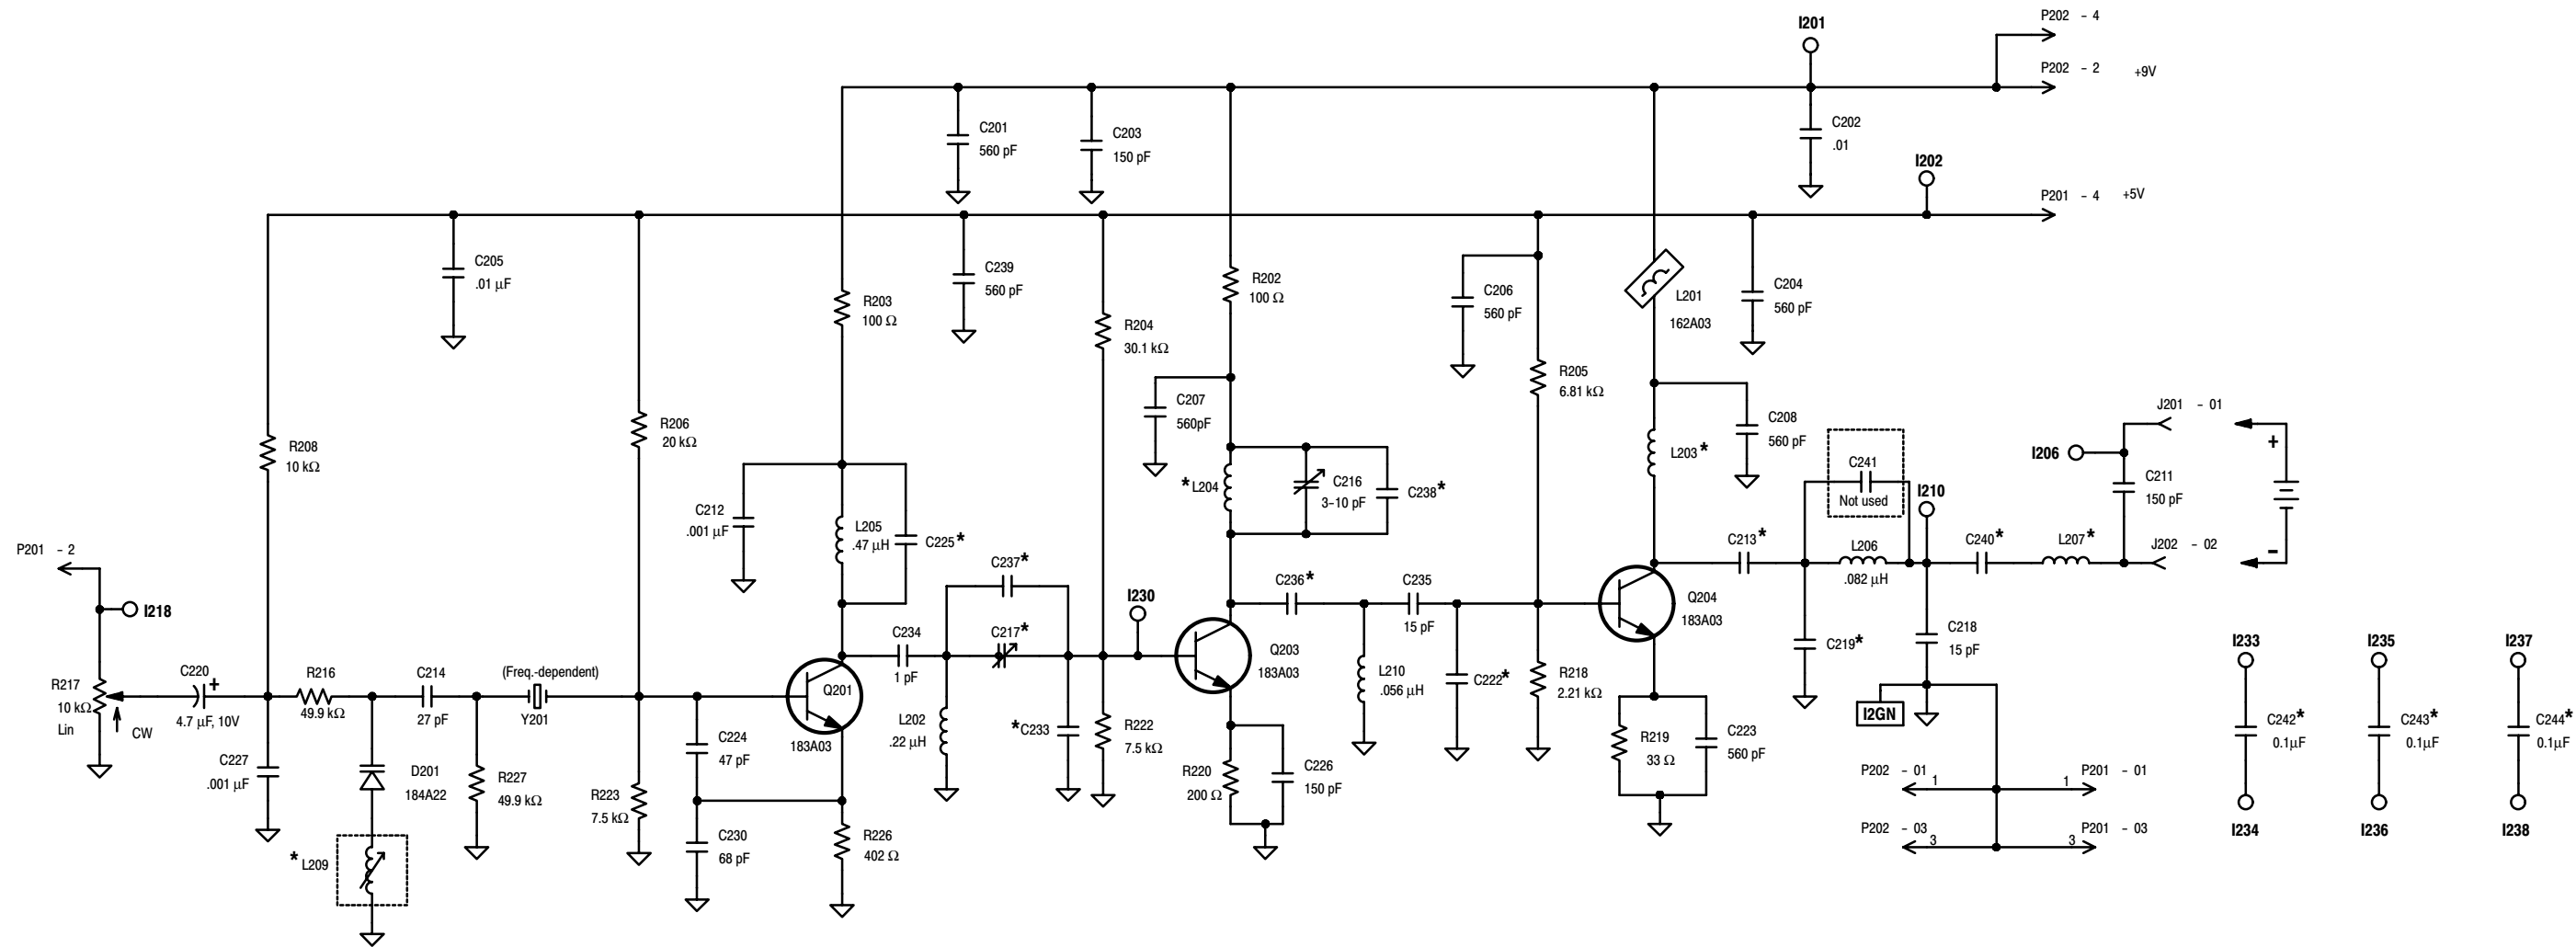 I201
P202 - 4
P202 - 2 +9V
C201
560 pF
C203
150 pF
C202
.01
I202
P201 - 4 +5V
C205
.01 µF
C239
560 pF
R203
100 Ω
R204
30.1 kΩ
R202
100 Ω
C206
560 pF
L201
162A03
C204
560 pF
R205
6.81 kΩ
C207
560pF
R208
10 kΩ
R206
20 kΩ
C208
560 pF
L203*
J201 - 01
+
I206
C211
150 pF
C241
Not used
I210
*L204
C216
3-10 pF
C238*
C212
.001 µF
L205
.47 µH
C225*
C213*
L206
.082 µH
C240*
L207*
J202 - 02
-
P201 - 2
I218
C237*
C217*
I230
C236*
C235
15 pF
Q204
183A03
C234
1 pF
Q203
183A03
C219*
C218
15 pF
I233
I235
I237
R217
10 kΩ
Lin
CW
C220
+
4.7 µF, 10V
R216
49.9 kΩ
C214
27 pF
(Freq.-dependent)
Y201
Q201
183A03
L210
.056 µH
C222*
R218
2.21 kΩ
I2GN
L202
.22 µH
*C233
R222
7.5 kΩ
C224
47 pF
R219
33 Ω
C223
560 pF
C242*
0.1µF
C243*
0.1µF
C244*
0.1µF
C227
.001 µF
D201
184A22
R227
49.9 kΩ
R223
7.5 kΩ
R220
200 Ω
C226
150 pF
P202 - 01
1
1
P201 - 01
C230
68 pF
R226
402 Ω
P202 - 03
3
3
P201 - 03
I234
I236
I238
*L209